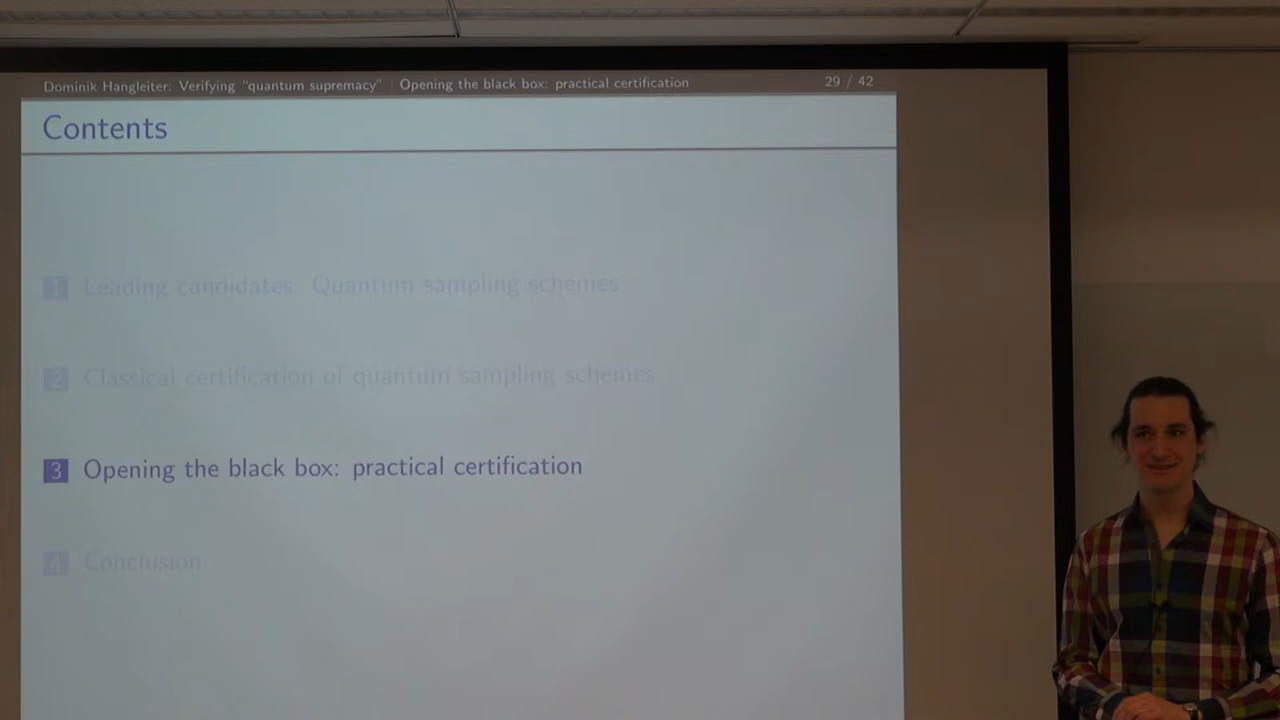 Dominik Hangleiter: Verifying "quantum supremacy" | Opening the black box: practical certification 29 / 42
Contents
1 Leading candidates: Quantum sampling schemes
2 Classical certification of quantum sampling schemes
3 Opening the black box: practical certification
4 Conclusion